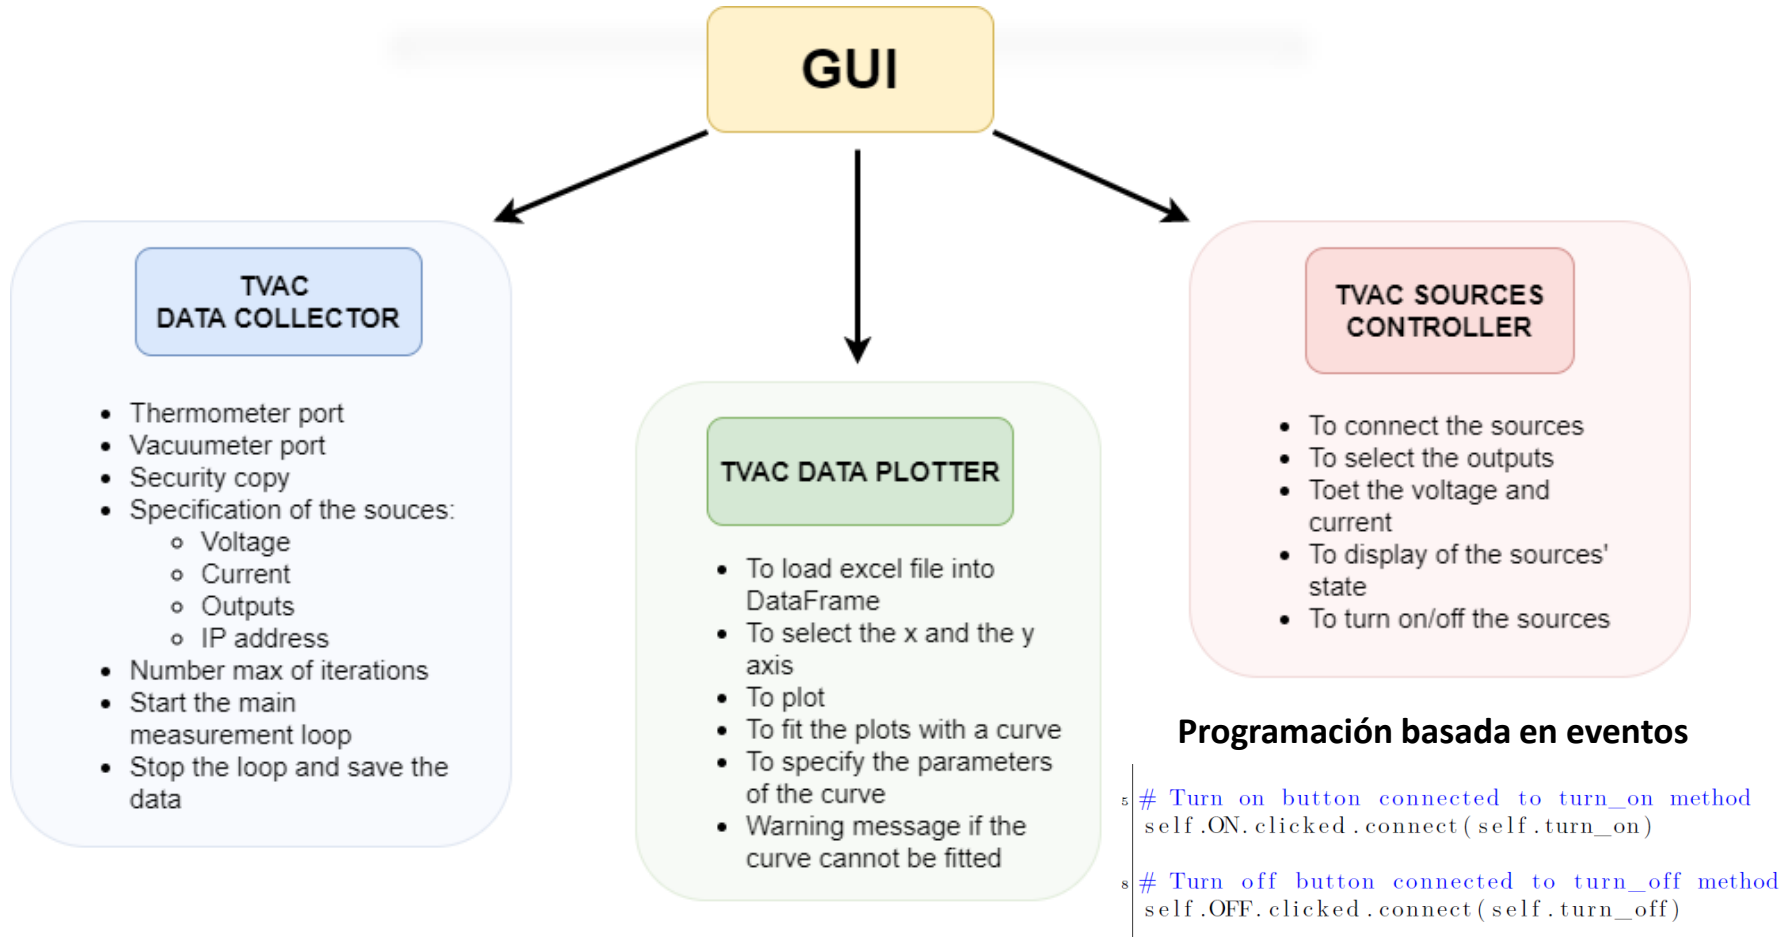 GUI
TVAC
DATA COLLECTOR
• Thermometer port
• Vacuumeter port
• Security copy
• Specification of the souces:
○ Voltage
○ Current
○ Outputs
○ IP address
• Number max of iterations
• Start the main
measurement loop
• Stop the loop and save the
data
TVAC DATA PLOTTER
• To load excel file into
DataFrame
• To select the x and the y
axis
• To plot
• To fit the plots with a curve
• To specify the parameters
of the curve
• Warning message if the
curve cannot be fitted
TVAC SOURCES
CONTROLLER
• To connect the sources
• To select the outputs
• Toet the voltage and
current
• To display of the sources'
state
• To turn on/off the sources
Programación basada en eventos
5 # Turn on button connected to turn_on method
self.ON.clicked.connect(self.turn_on)
8 # Turn off button connected to turn_off method
self.OFF.clicked.connect(self.turn_off)